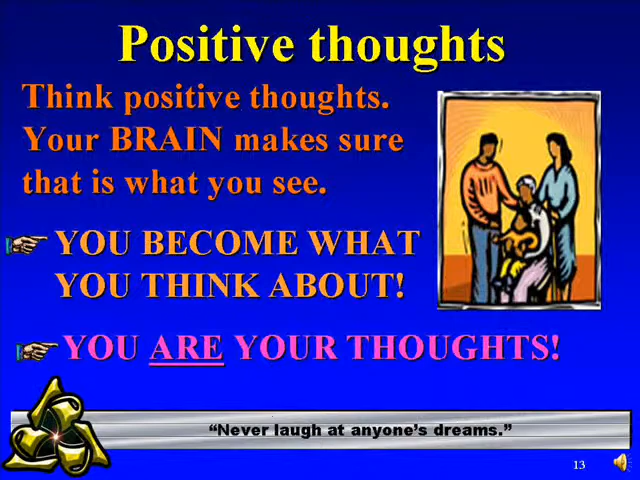 Positive thoughts
Think positive thoughts.
Your BRAIN makes sure
that is what you see.
YOU BECOME WHAT
YOU THINK ABOUT!
YOU ARE YOUR THOUGHTS!
“Never laugh at anyone’s dreams.”
13